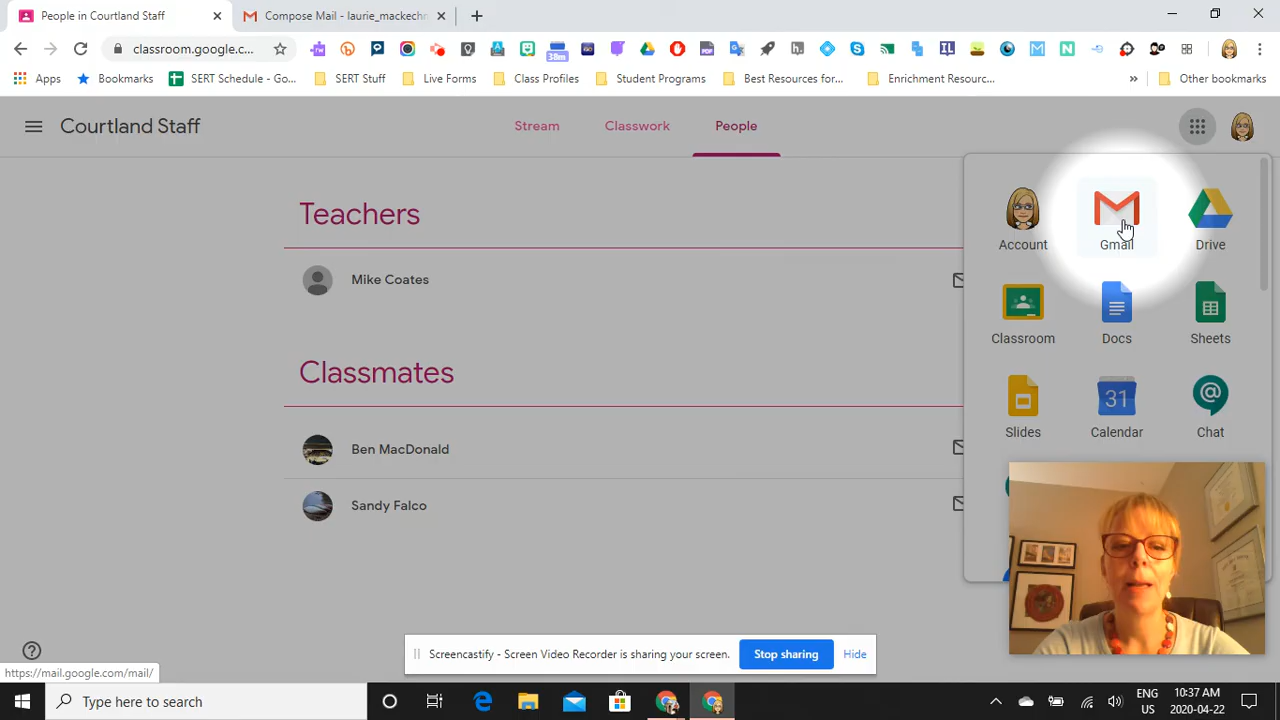 People in Courtland Staff
Compose Mail - laurie_mackechn
classroom.google.c...
38m
Apps
Bookmarks
SERT Schedule - Go...
SERT Stuff
Live Forms
Class Profiles
Student Programs
Best Resources for...
Enrichment Resourc...
»
Other bookmarks
Courtland Staff
Stream
Classwork
People
Teachers
Mike Coates
Classmates
Ben MacDonald
Sandy Falco
Account
Gmail
Drive
Classroom
Docs
Sheets
Slides
31
Calendar
Chat
Screencastify - Screen Video Recorder is sharing your screen.
Stop sharing
Hide
https://mail.google.com/mail/
Type here to search
ENG
US
10:37 AM
2020-04-22